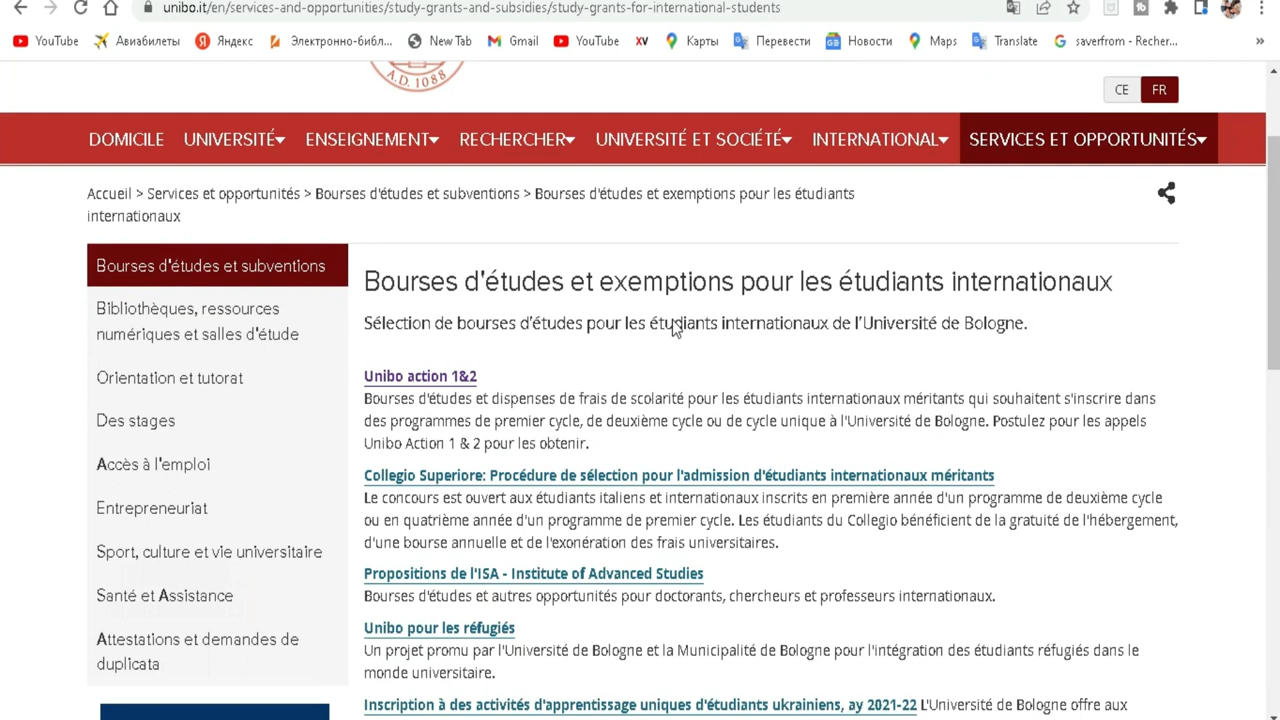 unibo.it/en/services-and-opportunities/study-grants-and-subsidies/study-grants-for-international-students
YouTube Авиабилеты Яндекс Электронно-библ... New Tab Gmail YouTube XV Карты Перевести Новости Maps Translate saverfrom - Recher... »
A.D. 1088
CE FR
DOMICILE UNIVERSITÉ ENSEIGNEMENT RECHERCHER UNIVERSITÉ ET SOCIÉTÉ INTERNATIONAL SERVICES ET OPPORTUNITÉS
Accueil > Services et opportunités > Bourses d'études et subventions > Bourses d'études et exemptions pour les étudiants
internationaux
Bourses d'études et subventions
Bibliothèques, ressources
numériques et salles d'étude
Orientation et tutorat
Des stages
Accès à l'emploi
Entrepreneuriat
Sport, culture et vie universitaire
Santé et Assistance
Attestations et demandes de
duplicata
Bourses d'études et exemptions pour les étudiants internationaux
Sélection de bourses d'études pour les étudiants internationaux de l'Université de Bologne.
Unibo action 1&2
Bourses d'études et dispenses de frais de scolarité pour les étudiants internationaux méritants qui souhaitent s'inscrire dans
des programmes de premier cycle, de deuxième cycle ou de cycle unique à l'Université de Bologne. Postulez pour les appels
Unibo Action 1 & 2 pour les obtenir.
Collegio Superiore: Procédure de sélection pour l'admission d'étudiants internationaux méritants
Le concours est ouvert aux étudiants italiens et internationaux inscrits en première année d'un programme de deuxième cycle
ou en quatrième année d'un programme de premier cycle. Les étudiants du Collegio bénéficient de la gratuité de l'hébergement,
d'une bourse annuelle et de l'exonération des frais universitaires.
Propositions de l'ISA - Institute of Advanced Studies
Bourses d'études et autres opportunités pour doctorants, chercheurs et professeurs internationaux.
Unibo pour les réfugiés
Un projet promu par l'Université de Bologne et la Municipalité de Bologne pour l'intégration des étudiants réfugiés dans le
monde universitaire.
Inscription à des activités d'apprentissage uniques d'étudiants ukrainiens, ay 2021-22 L'Université de Bologne offre aux